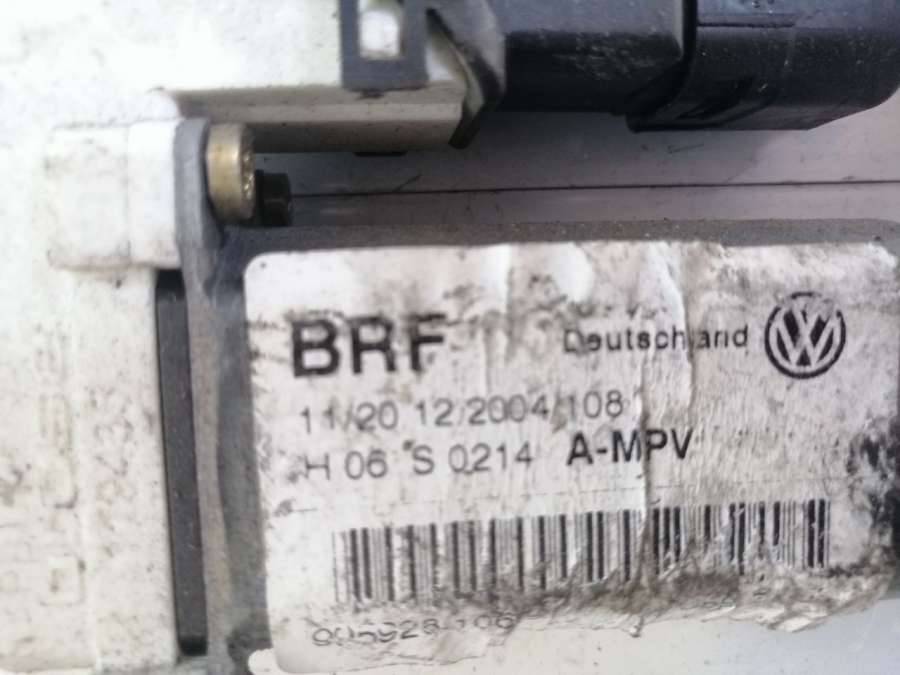 BRF
Deutschland
11/20 12/2004/108
H 06 S 0214 A-MPV